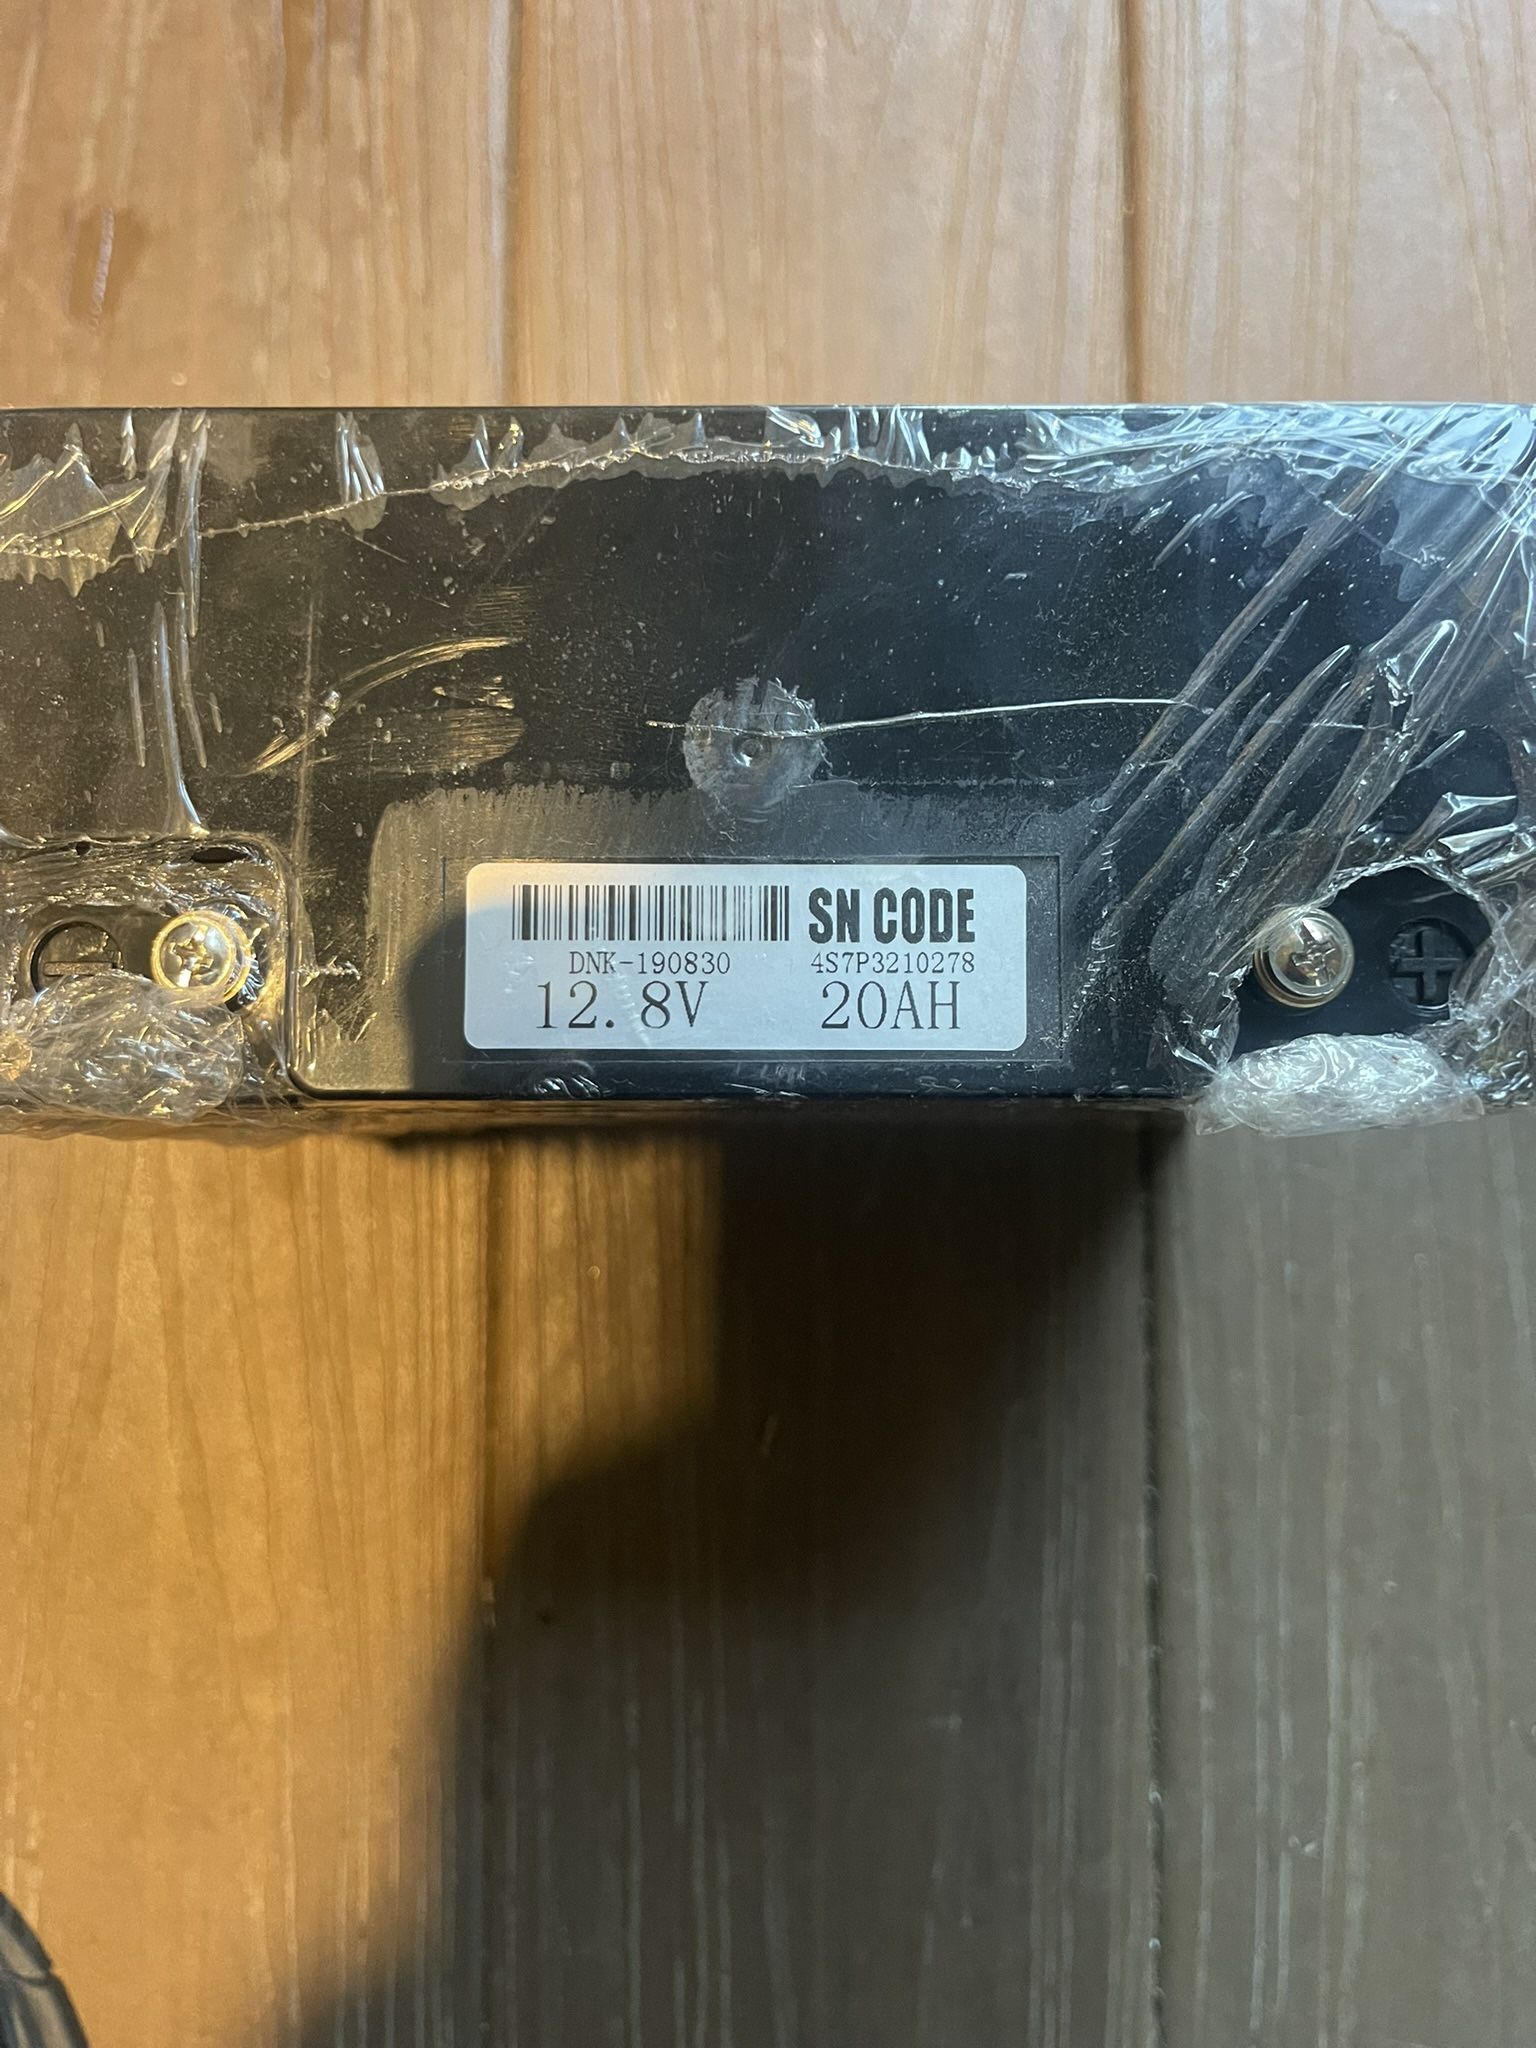 SN CODE
DNK-190830 4S7P3210278
12.8V 20AH